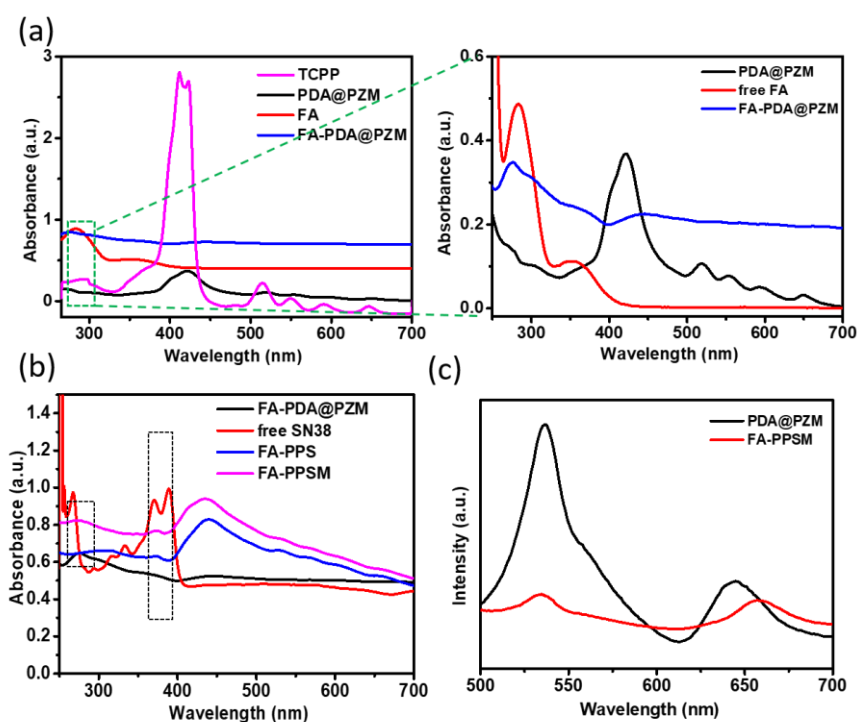 (a)
3
2
1
0
Absorbance (a.u.)
TCPP
PDA@PZM
FA
FA-PDA@PZM
300
400
500
600
700
Wavelength (nm)
0.6
0.4
0.2
0.0
Absorbance (a.u.)
PDA@PZM
free FA
FA-PDA@PZM
300
400
500
600
700
Wavelength (nm)
(b)
1.4
1.2
1.0
0.8
0.6
0.4
0.2
0.0
Absorbance (a.u.)
FA-PDA@PZM
free SN38
FA-PPS
FA-PPSM
300
400
500
600
700
Wavelength (nm)
(c)
Intensity (a.u.)
PDA@PZM
FA-PPSM
500
550
600
650
700
Wavelength (nm)